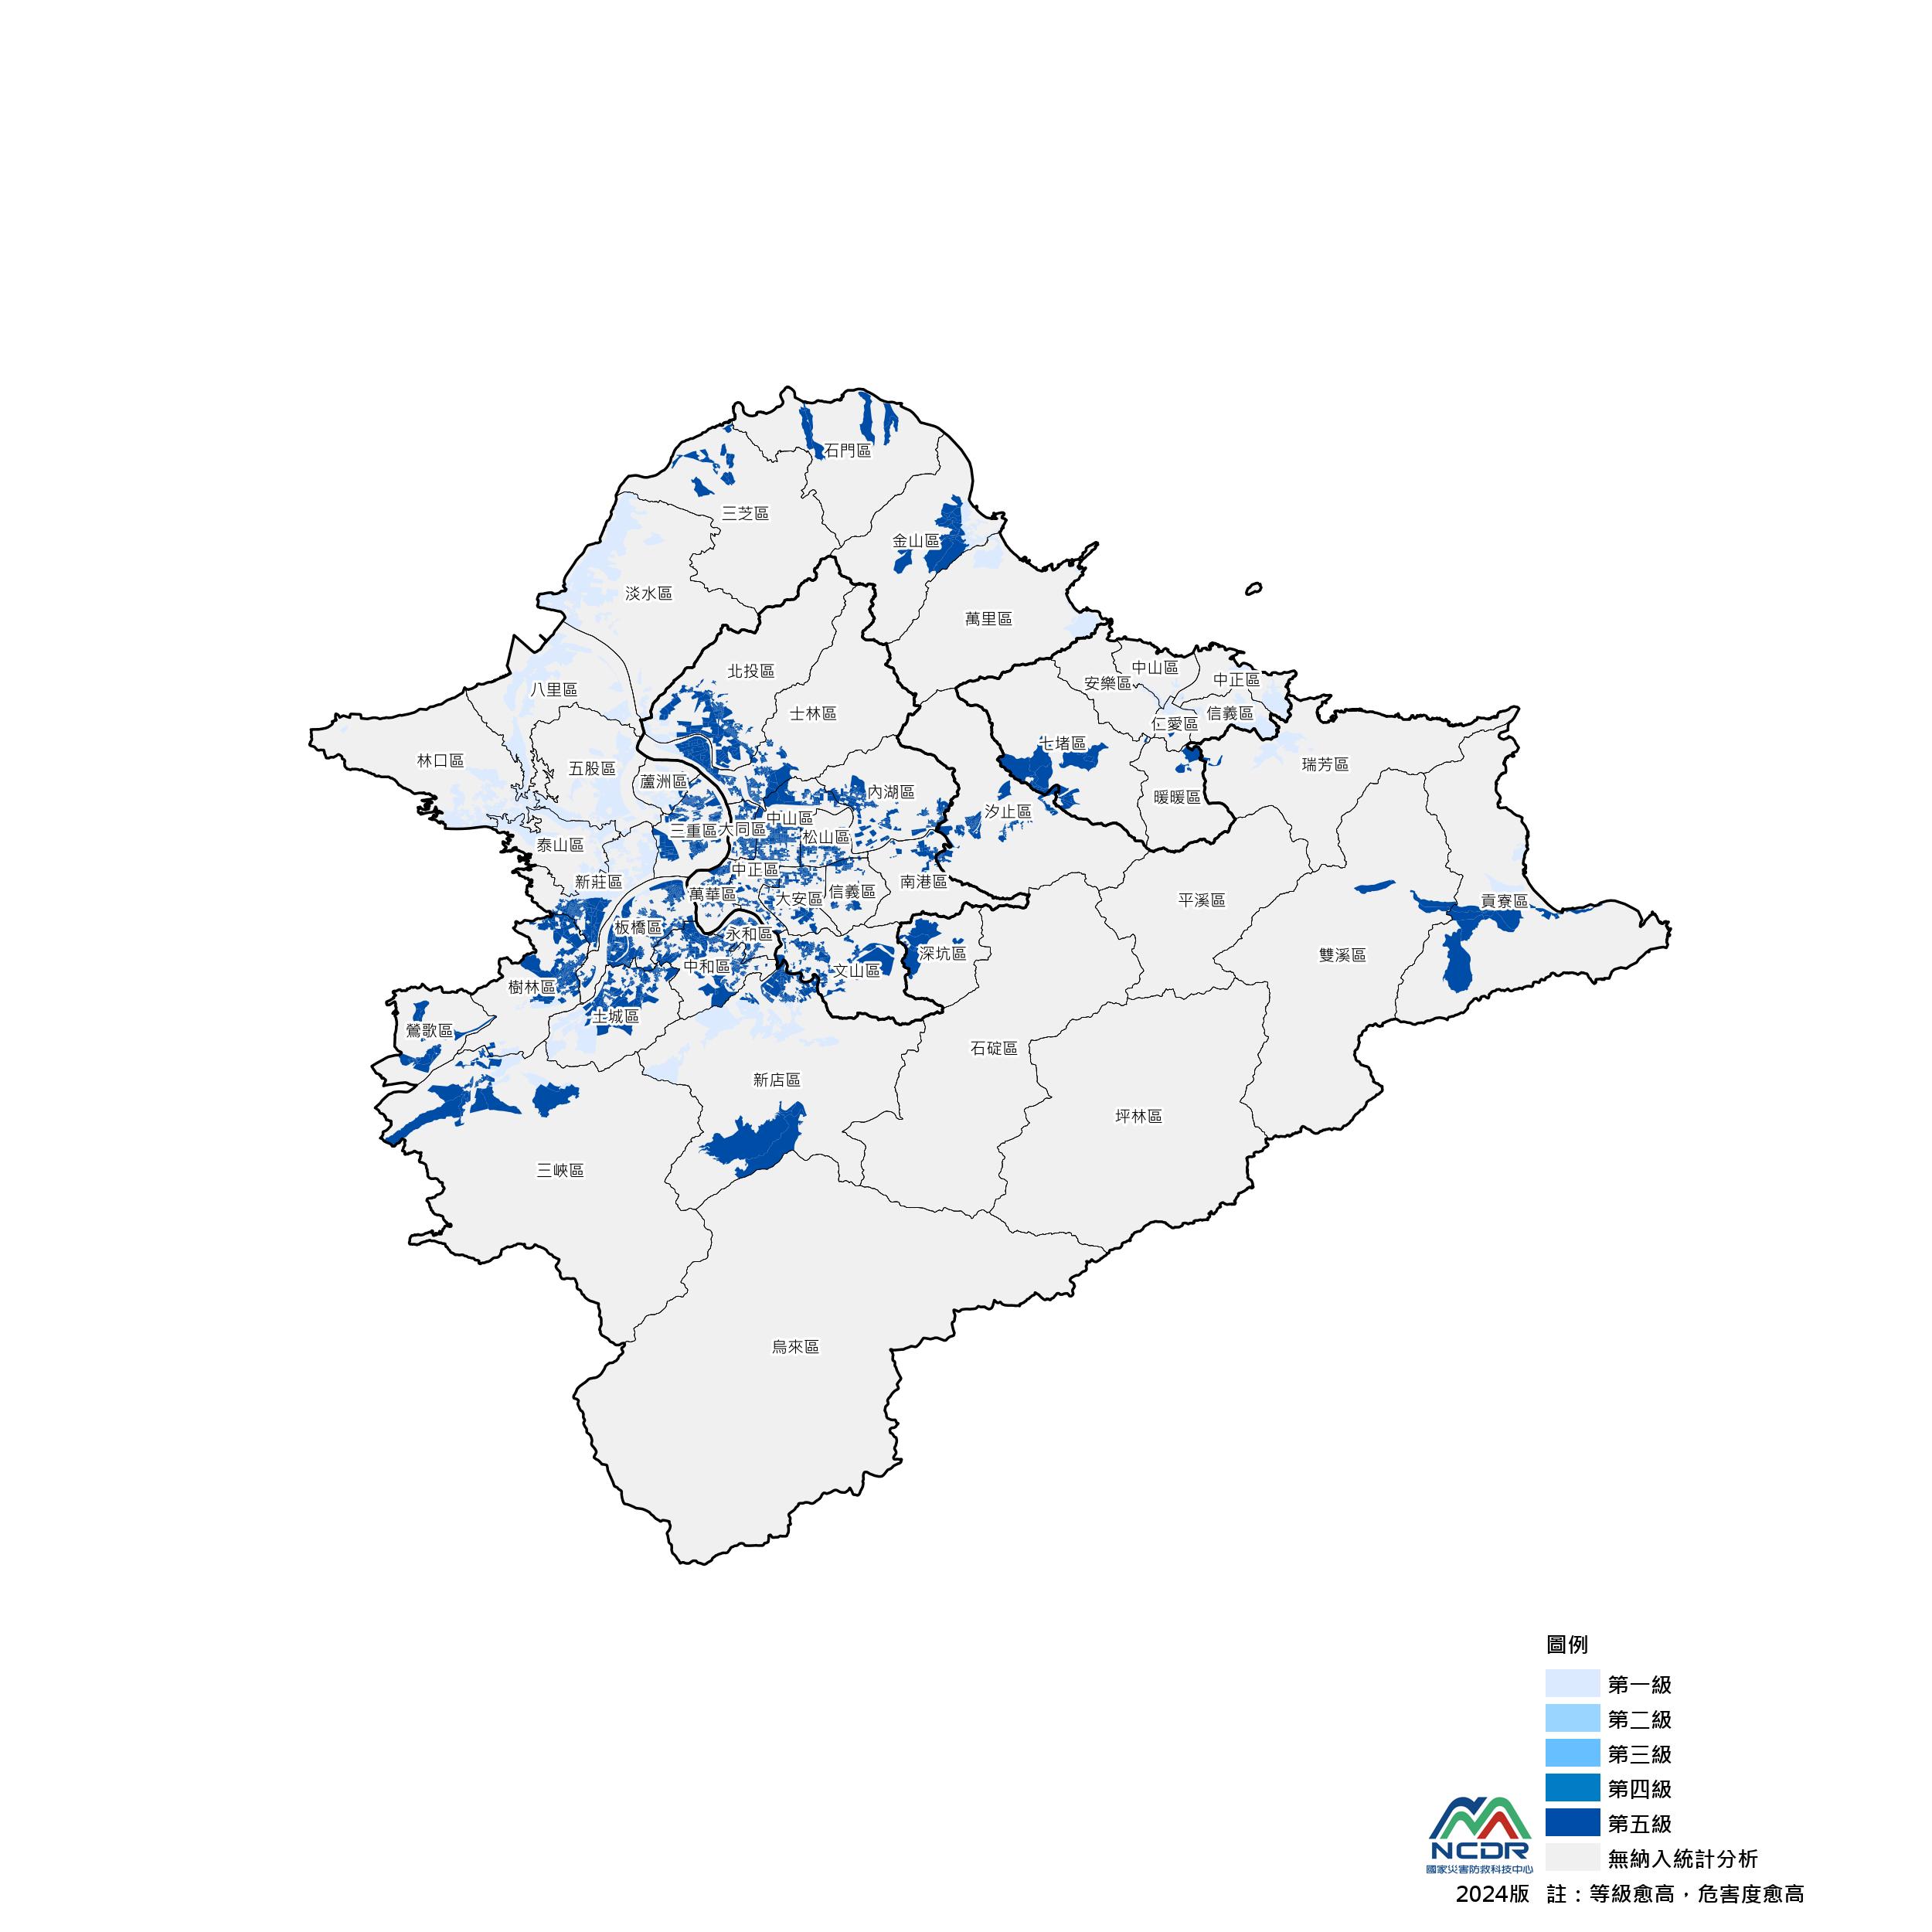 石門區
三芝區
金山區
淡水區
萬里區
北投區
中山區
中正區
安樂區
八里區
士林區
信義區
仁愛區
七堵區
林口區
五股區
瑞芳區
蘆洲區
內湖區
暖暖區
汐止區
中山區
三重區
大同區
松山區
泰山區
中正區
新莊區
南港區
信義區
萬華區
大安區
平溪區
貢寮區
板橋區
永和區
深坑區
雙溪區
中和區
文山區
樹林區
土城區
鶯歌區
石碇區
新店區
坪林區
三峽區
烏來區
圖例
第一級
第二級
第三級
第四級
第五級
無納入統計分析
NCDR
國家災害防救科技中心
2024版 註：等級愈高，危害度愈高